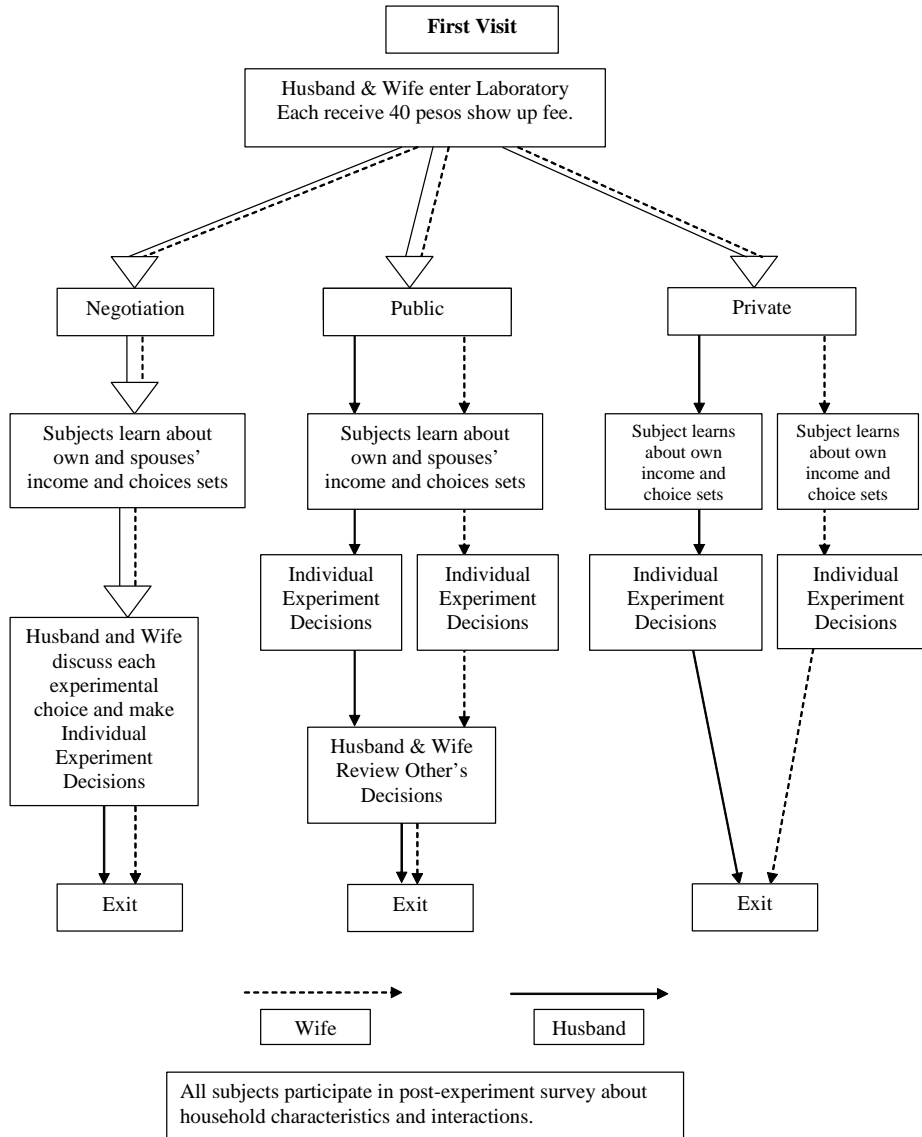 First Visit
Husband & Wife enter Laboratory
Each receive 40 pesos show up fee.
Negotiation
Public
Private
Subjects learn about
own and spouses'
income and choices sets
Subjects learn about
own and spouses'
income and choices sets
Subject learns
about own
income and
choice sets
Subject learns
about own
income and
choice sets
Husband and Wife
discuss each
experimental
choice and make
Individual
Experiment
Decisions
Individual
Experiment
Decisions
Individual
Experiment
Decisions
Individual
Experiment
Decisions
Individual
Experiment
Decisions
Husband & Wife
Review Other's
Decisions
Exit
Exit
Exit
Wife
Husband
All subjects participate in post-experiment survey about
household characteristics and interactions.